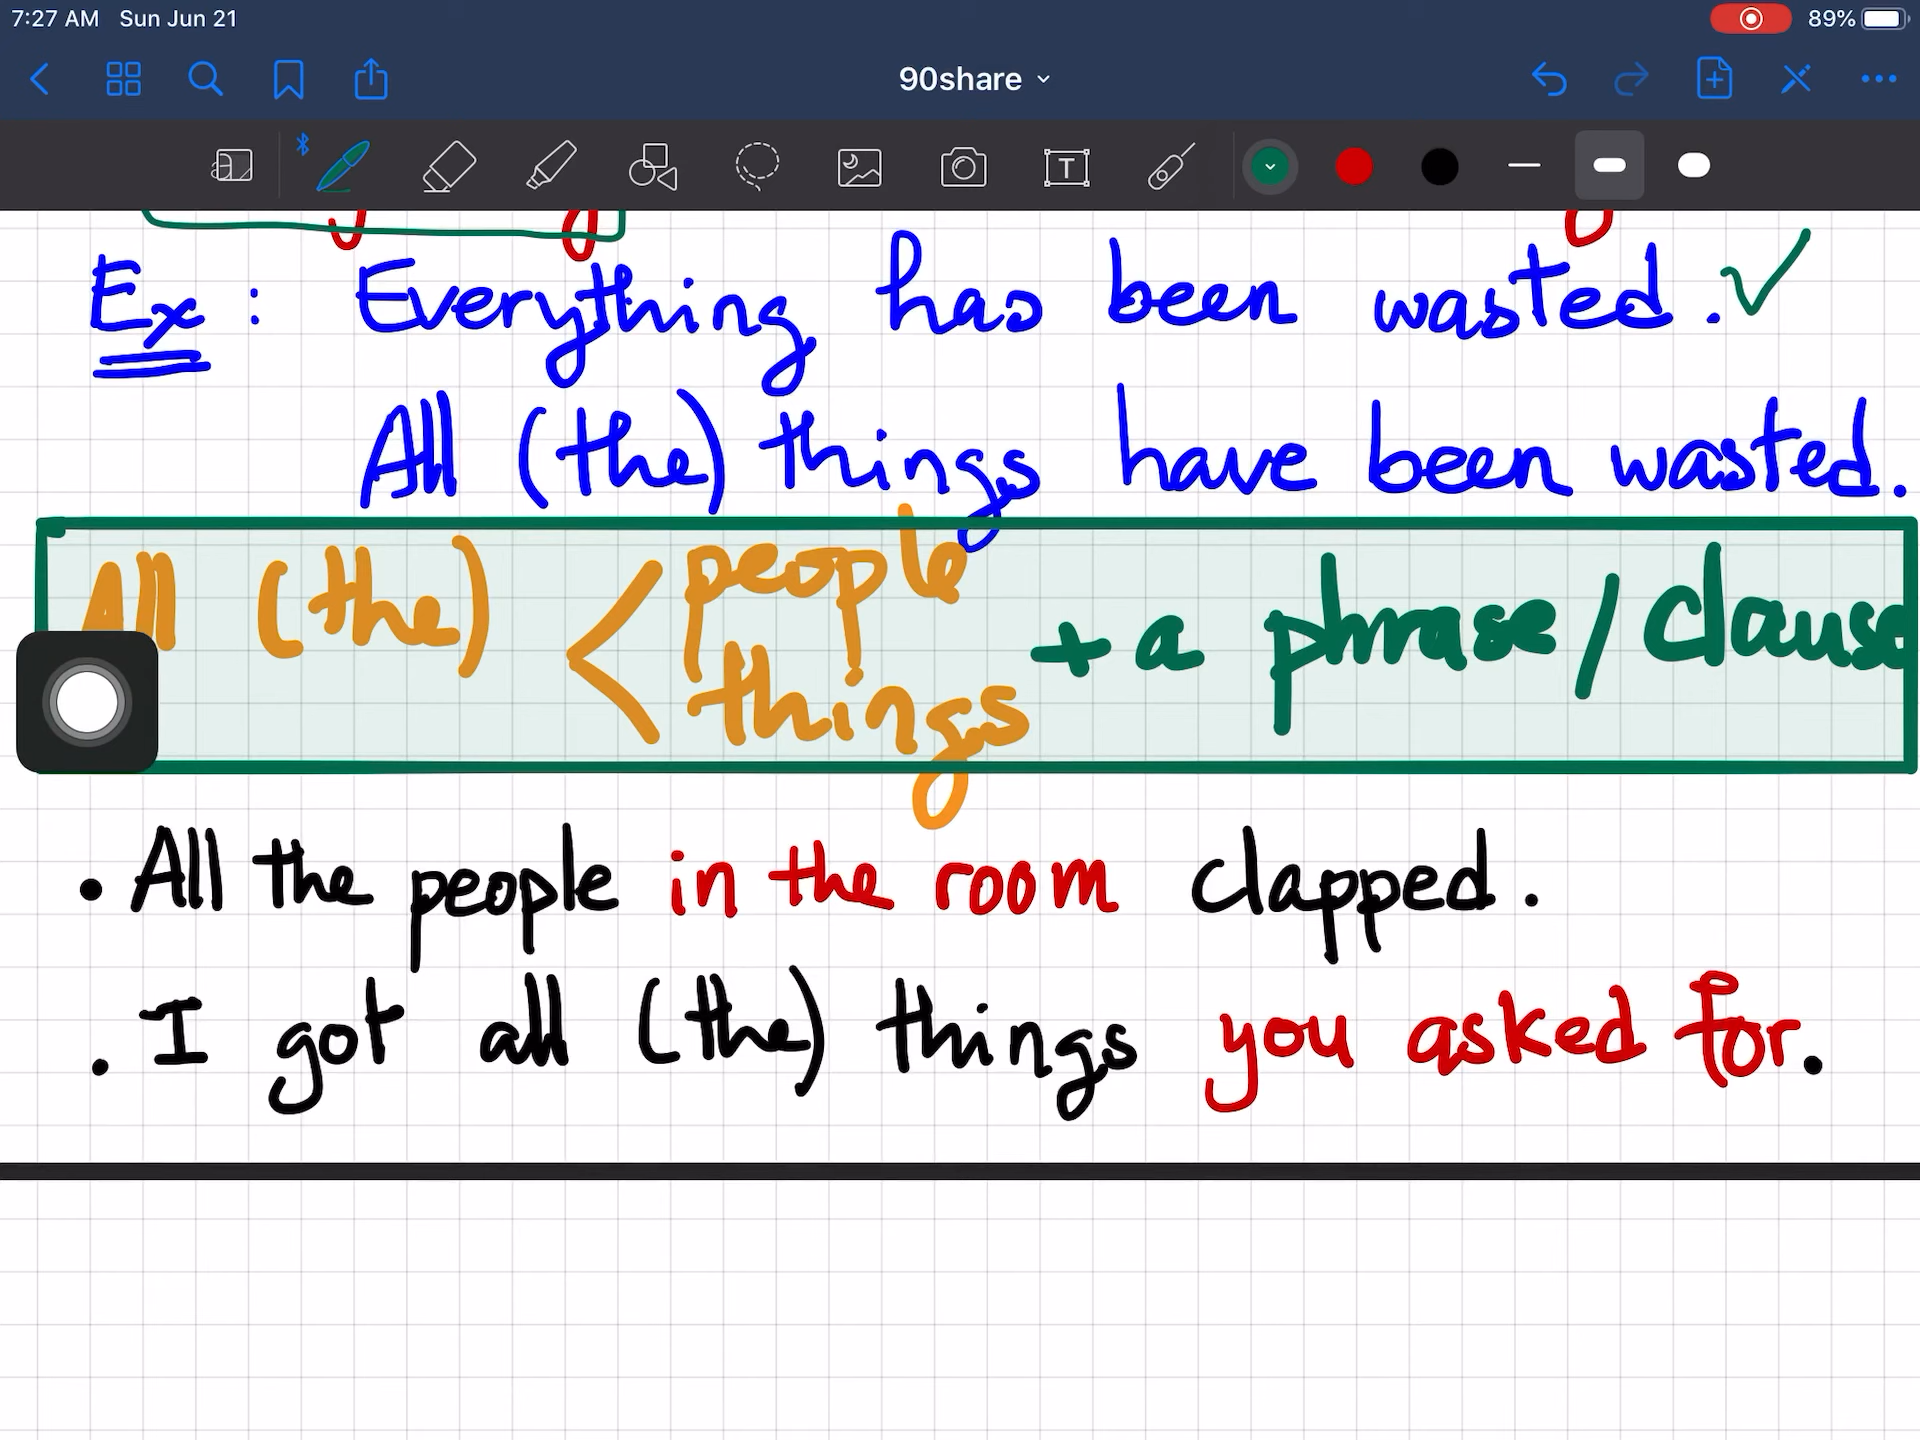 7:27 AM Sun Jun 21 89%
90share
T
Ex : Everything has been wasted. ✓
All (the) things have been wasted.
All (the) < people + a phrase / clause
things
• All the people in the room clapped.
• I got all (the) things you asked for.